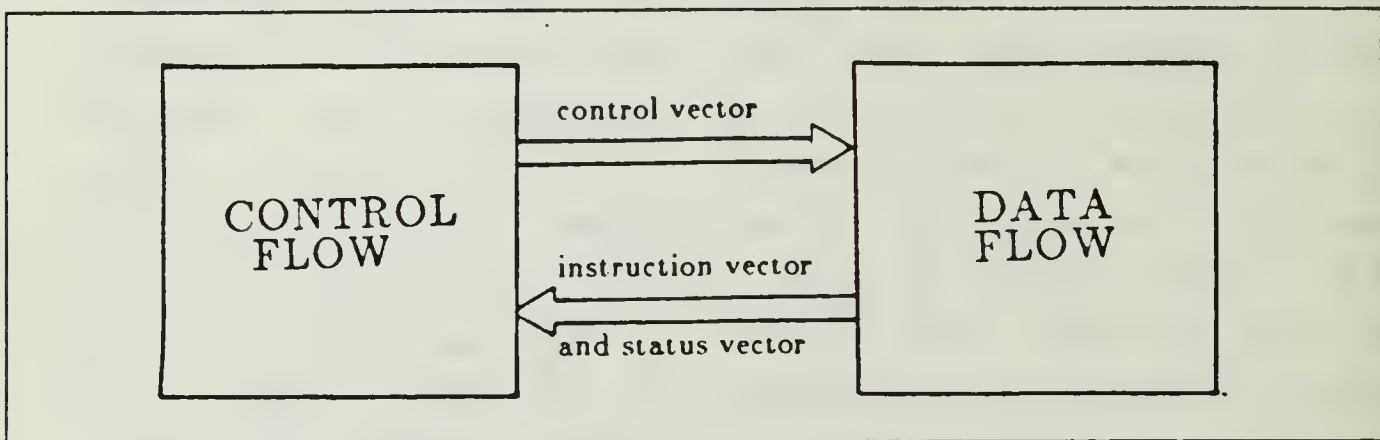 CONTROL
FLOW
control vector
instruction vector
and status vector
DATA
FLOW